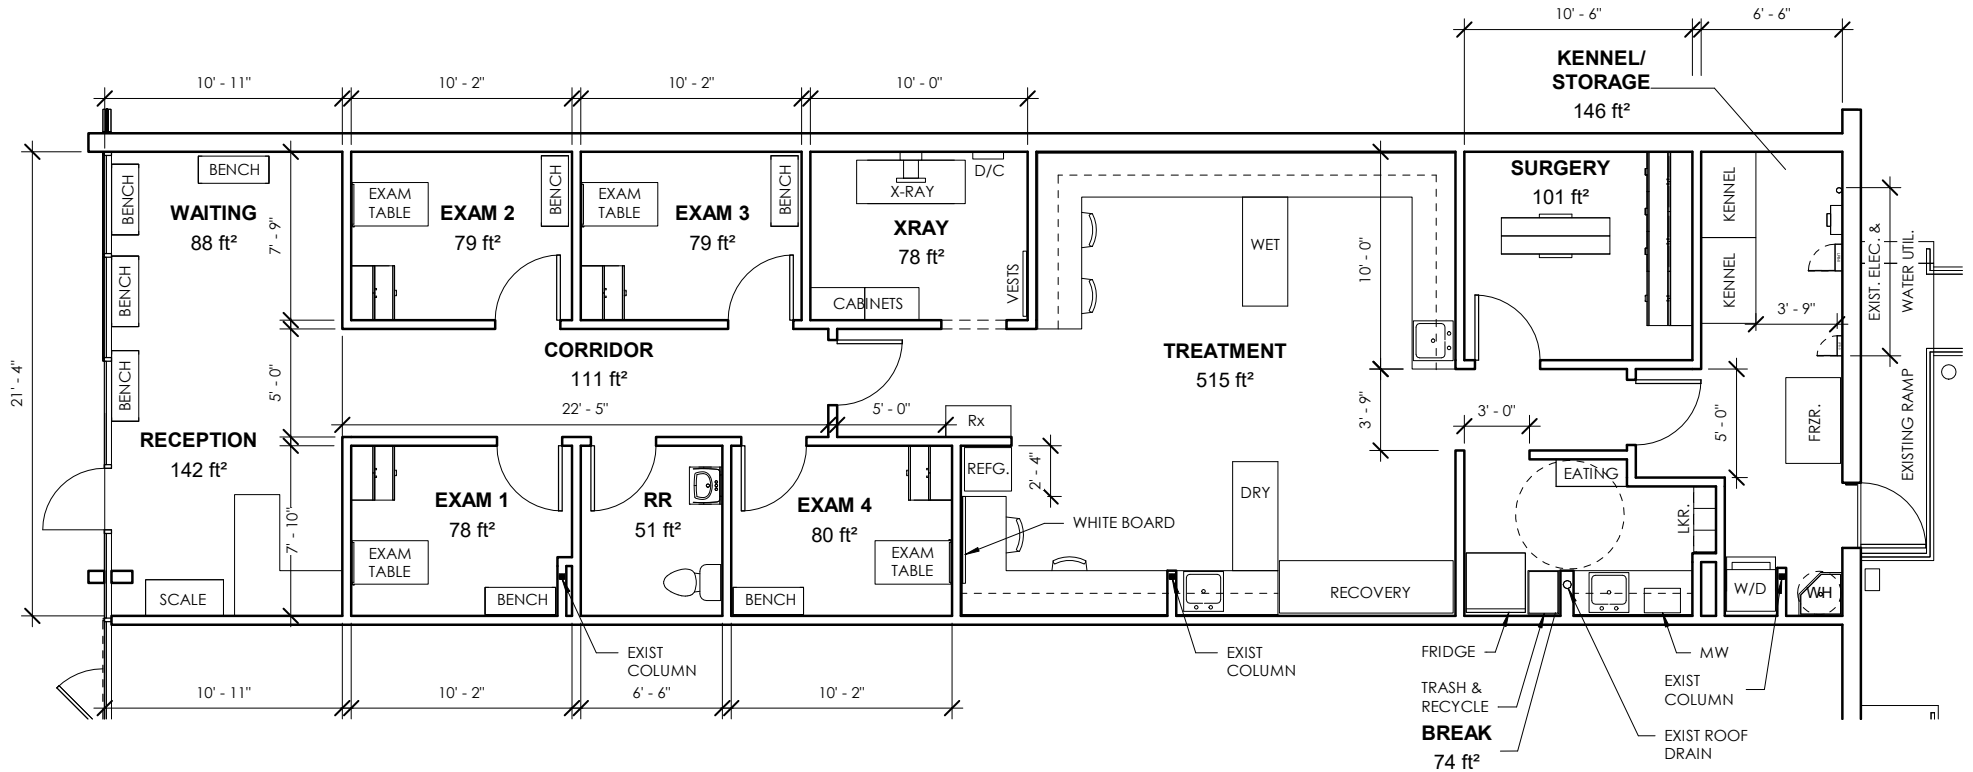 10' - 6"
6' - 6"
KENNEL/
STORAGE
146 ft²
10' - 11"
10' - 2"
10' - 2"
10' - 0"
BENCH
BENCH
WAITING
88 ft²
7' - 9"
EXAM
TABLE
EXAM 2
79 ft²
BENCH
EXAM
TABLE
EXAM 3
79 ft²
BENCH
X-RAY
D/C
XRAY
78 ft²
VESTS
CABINETS
WET
10' - 0"
SURGERY
101 ft²
KENNEL
KENNEL
3' - 9"
EXIST. ELEC. &
WATER UTIL.
BENCH
BENCH
21' - 4"
5' - 0"
CORRIDOR
111 ft²
22' - 5"
5' - 0"
Rx
TREATMENT
515 ft²
3' - 9"
3' - 0"
5' - 0"
FRZR.
EXISTING RAMP
RECEPTION
142 ft²
7' - 10"
SCALE
EXAM 1
78 ft²
EXAM
TABLE
BENCH
RR
51 ft²
EXAM 4
80 ft²
EXAM
TABLE
BENCH
REFG.
2' - 4"
WHITE BOARD
DRY
RECOVERY
EATING
LKR.
W/D
WH
EXIST
COLUMN
EXIST
COLUMN
FRIDGE
TRASH &
RECYCLE
BREAK
74 ft²
MW
EXIST
COLUMN
EXIST ROOF
DRAIN
10' - 11"
10' - 2"
6' - 6"
10' - 2"